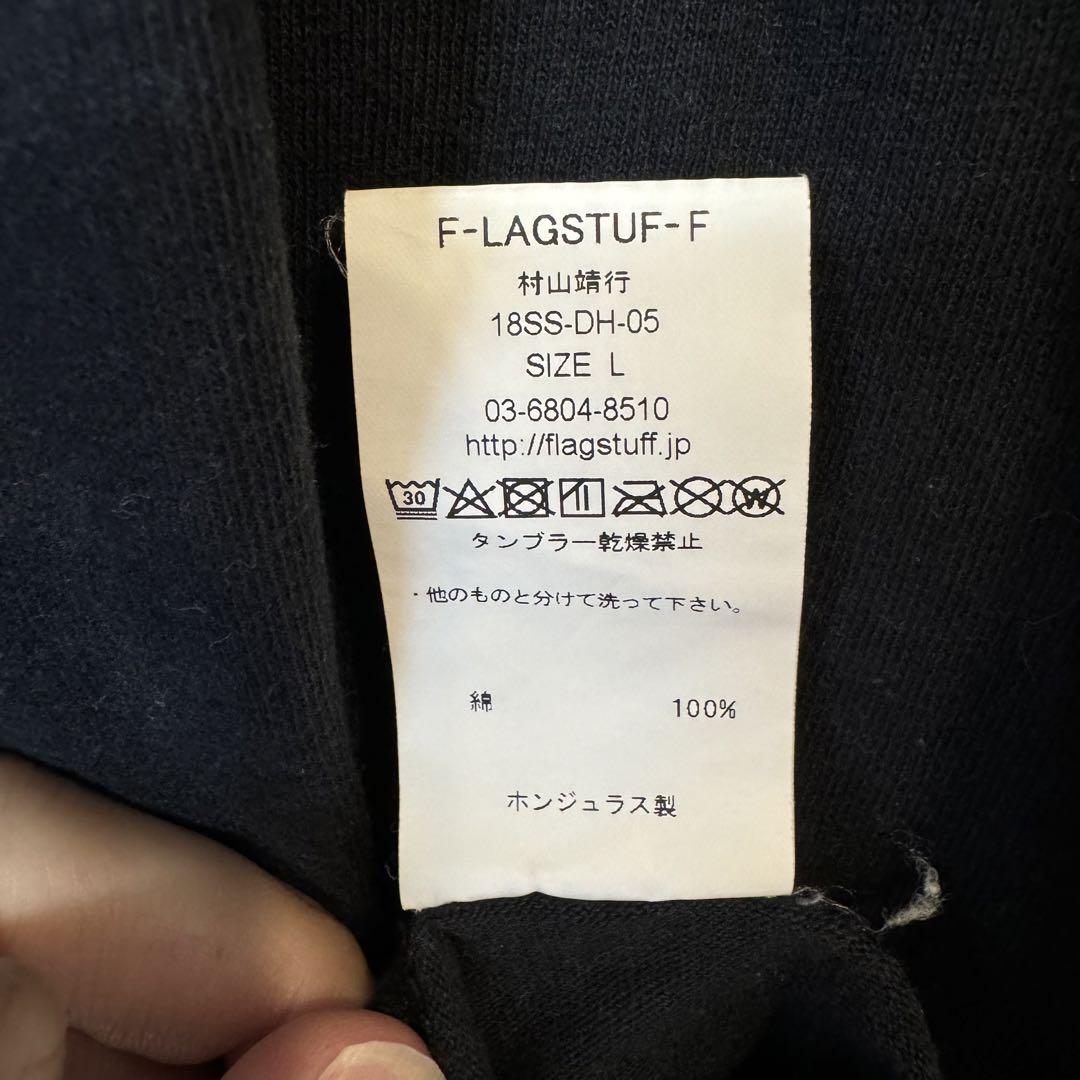 F-LAGSTUF-F
村山靖行
18SS-DH-05
SIZE L
03-6804-8510
http://flagstuff.jp
30 W
タンブラー乾燥禁止
・他のものと分けて洗って下さい。
綿 100%
ホンジュラス製